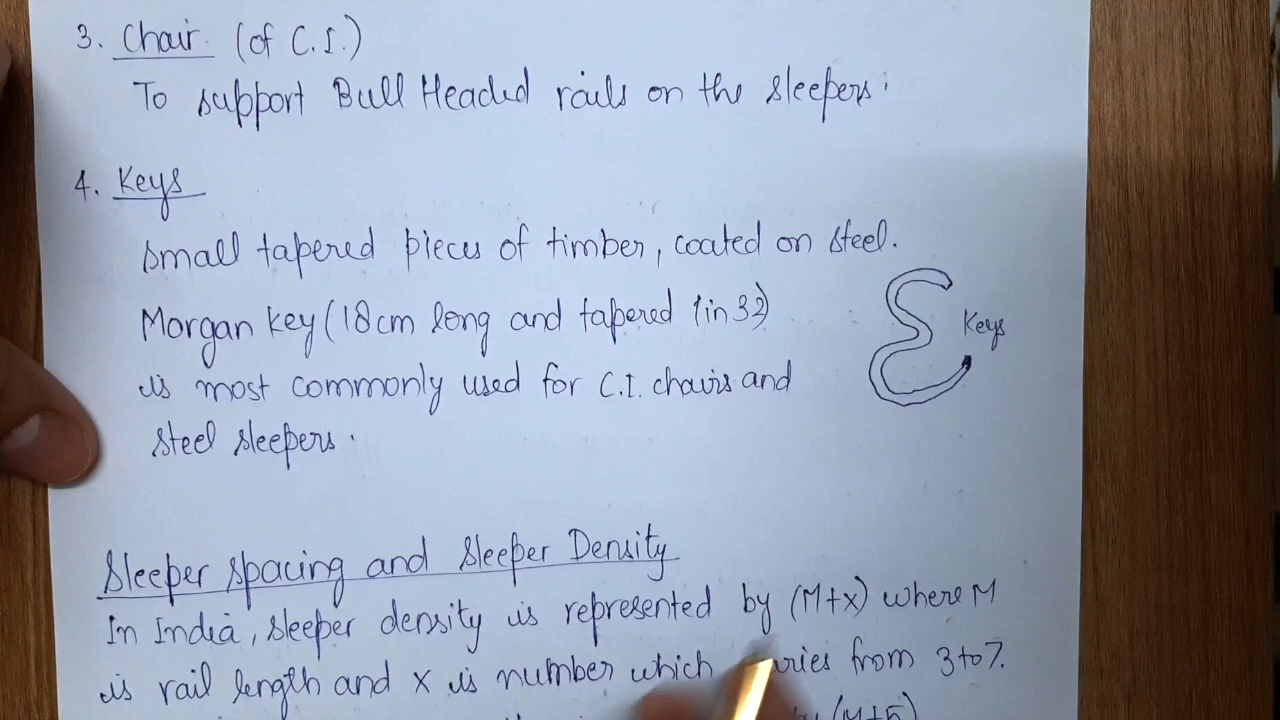 3. Chair (of C.I.)
To support Bull Headed rails on the sleepers.
4. Keys
Small tapered pieces of timber, coated on steel.
Morgan key (18cm long and tapered 1 in 32)
is most commonly used for C.I. chairs and
steel sleepers.
Keys
Sleeper Spacing and Sleeper Density
In India, sleeper density is represented by (M+x) where M
is rail length and x is number which from 3 to 7.
(M+5)